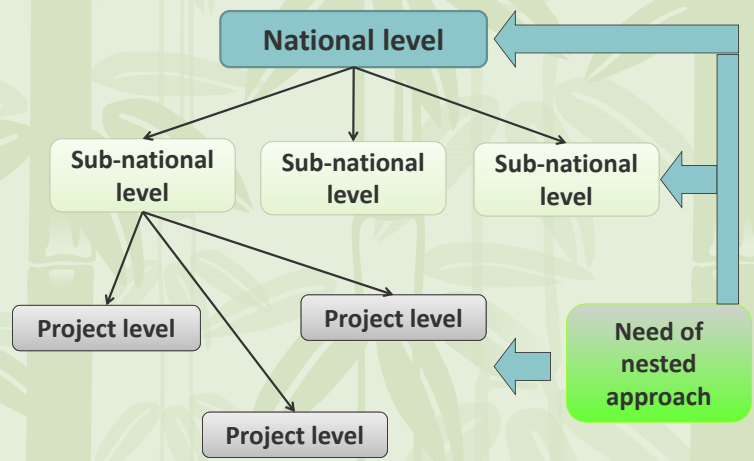 National level
Sub-national
level
Sub-national
level
Sub-national
level
Project level
Project level
Project level
Need of
nested
approach